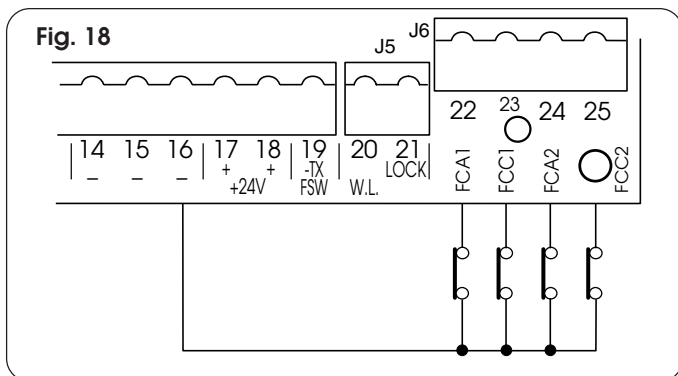 Fig. 18
J5
J6
14 15 16 17 18 19 20 21 22 23 24 25
– – – + + -TX LOCK
+24V FSW W.L.
FCA1 FCC1 FCA2 FCC2